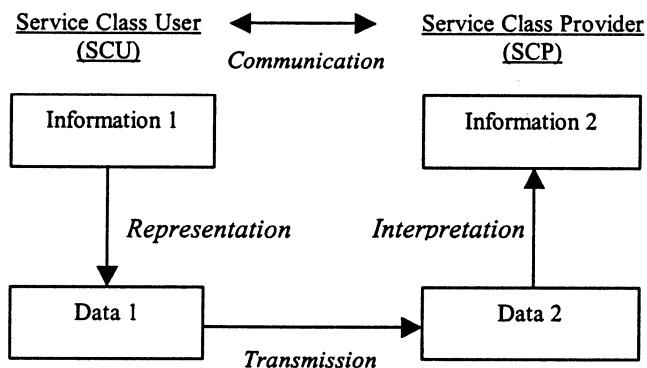 Service Class User
(SCU)
Communication
Service Class Provider
(SCP)
Information 1
Information 2
Representation
Interpretation
Data 1
Data 2
Transmission